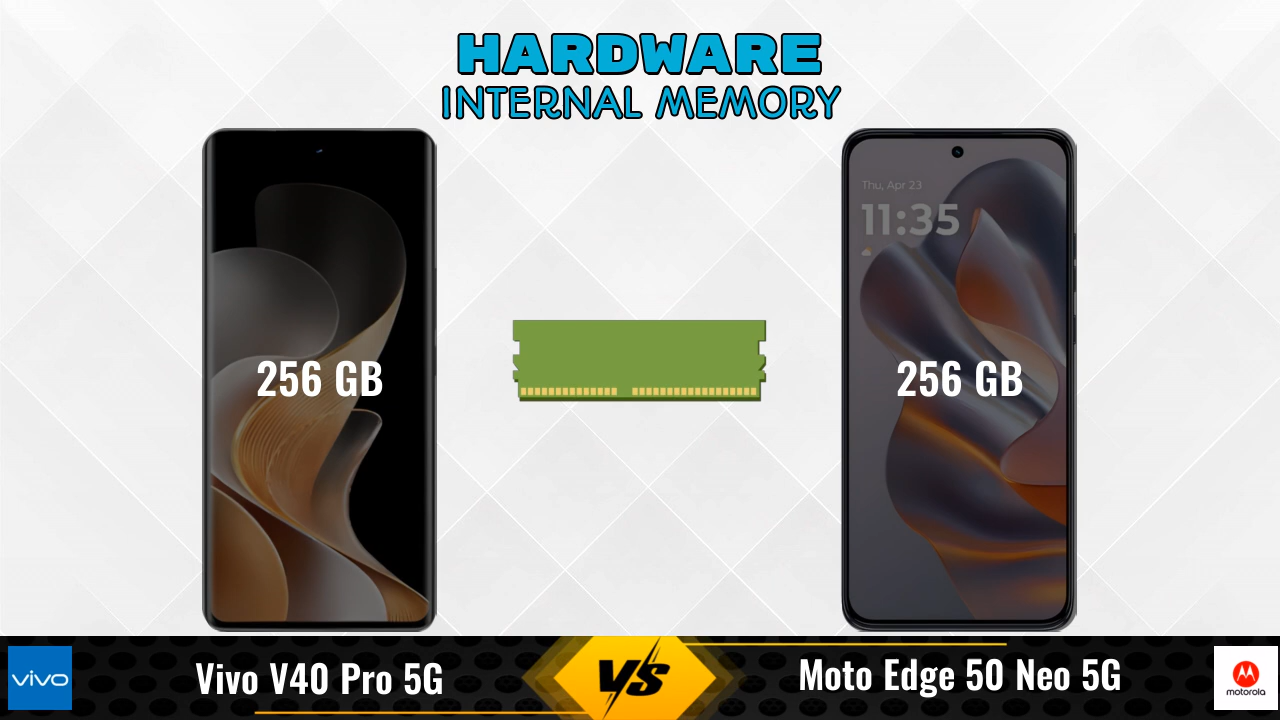 HARDWARE
INTERNAL MEMORY
Thu, Apr 23
11:35
256 GB
256 GB
vivo
Vivo V40 Pro 5G
VS
Moto Edge 50 Neo 5G
motorola